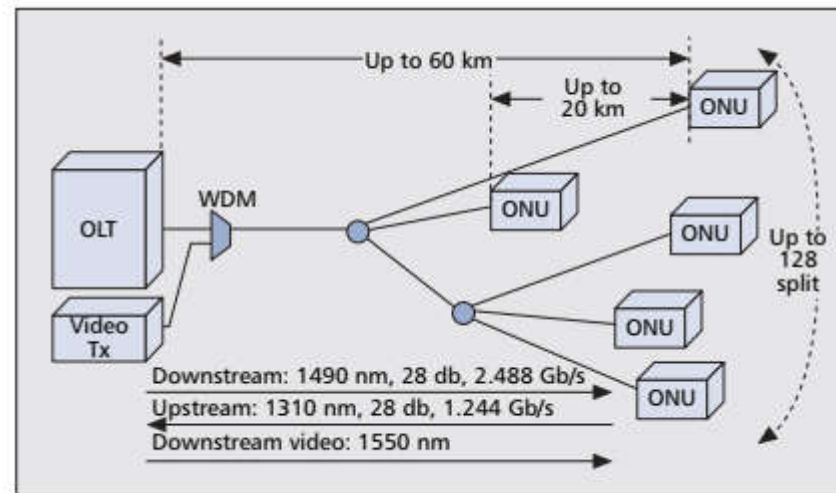 Up to 60 km
Up to
20 km
ONU
WDM
OLT
ONU
ONU
Up to
128
split
Video
Tx
ONU
ONU
Downstream: 1490 nm, 28 db, 2.488 Gb/s
Upstream: 1310 nm, 28 db, 1.244 Gb/s
Downstream video: 1550 nm